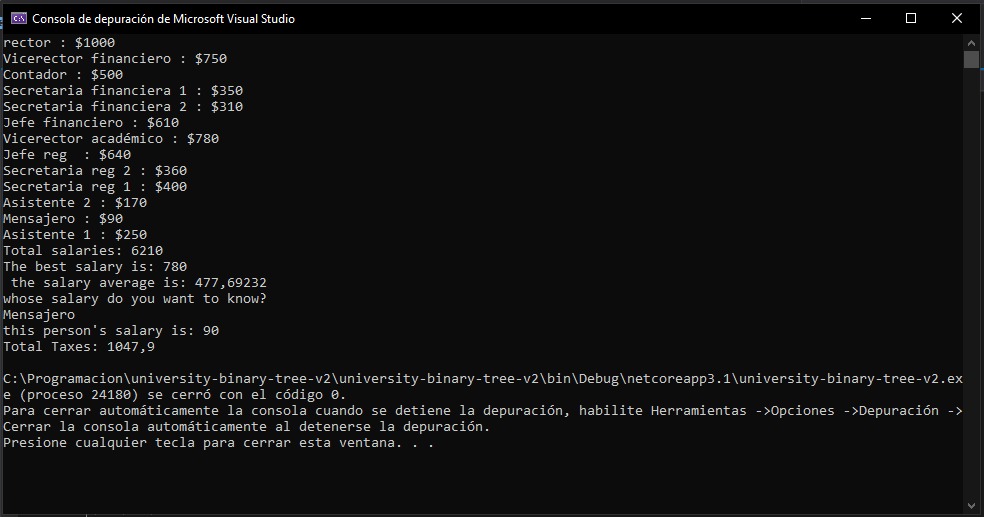 Consola de depuración de Microsoft Visual Studio
rector : $1000
Vicerector financiero : $750
Contador : $500
Secretaria financiera 1 : $350
Secretaria financiera 2 : $310
Jefe financiero : $610
Vicerector académico : $780
Jefe reg  : $640
Secretaria reg 2 : $360
Secretaria reg 1 : $400
Asistente 2 : $170
Mensajero : $90
Asistente 1 : $250
Total salaries: 6210
The best salary is: 780
 the salary average is: 477,69232
whose salary do you want to know?
Mensajero
this person's salary is: 90
Total Taxes: 1047,9
C:\Programacion\university-binary-tree-v2\university-binary-tree-v2\bin\Debug\netcoreapp3.1\university-binary-tree-v2.ex
e (proceso 24180) se cerró con el código 0.
Para cerrar automáticamente la consola cuando se detiene la depuración, habilite Herramientas ->Opciones ->Depuración ->
Cerrar la consola automáticamente al detenerse la depuración.
Presione cualquier tecla para cerrar esta ventana. . .